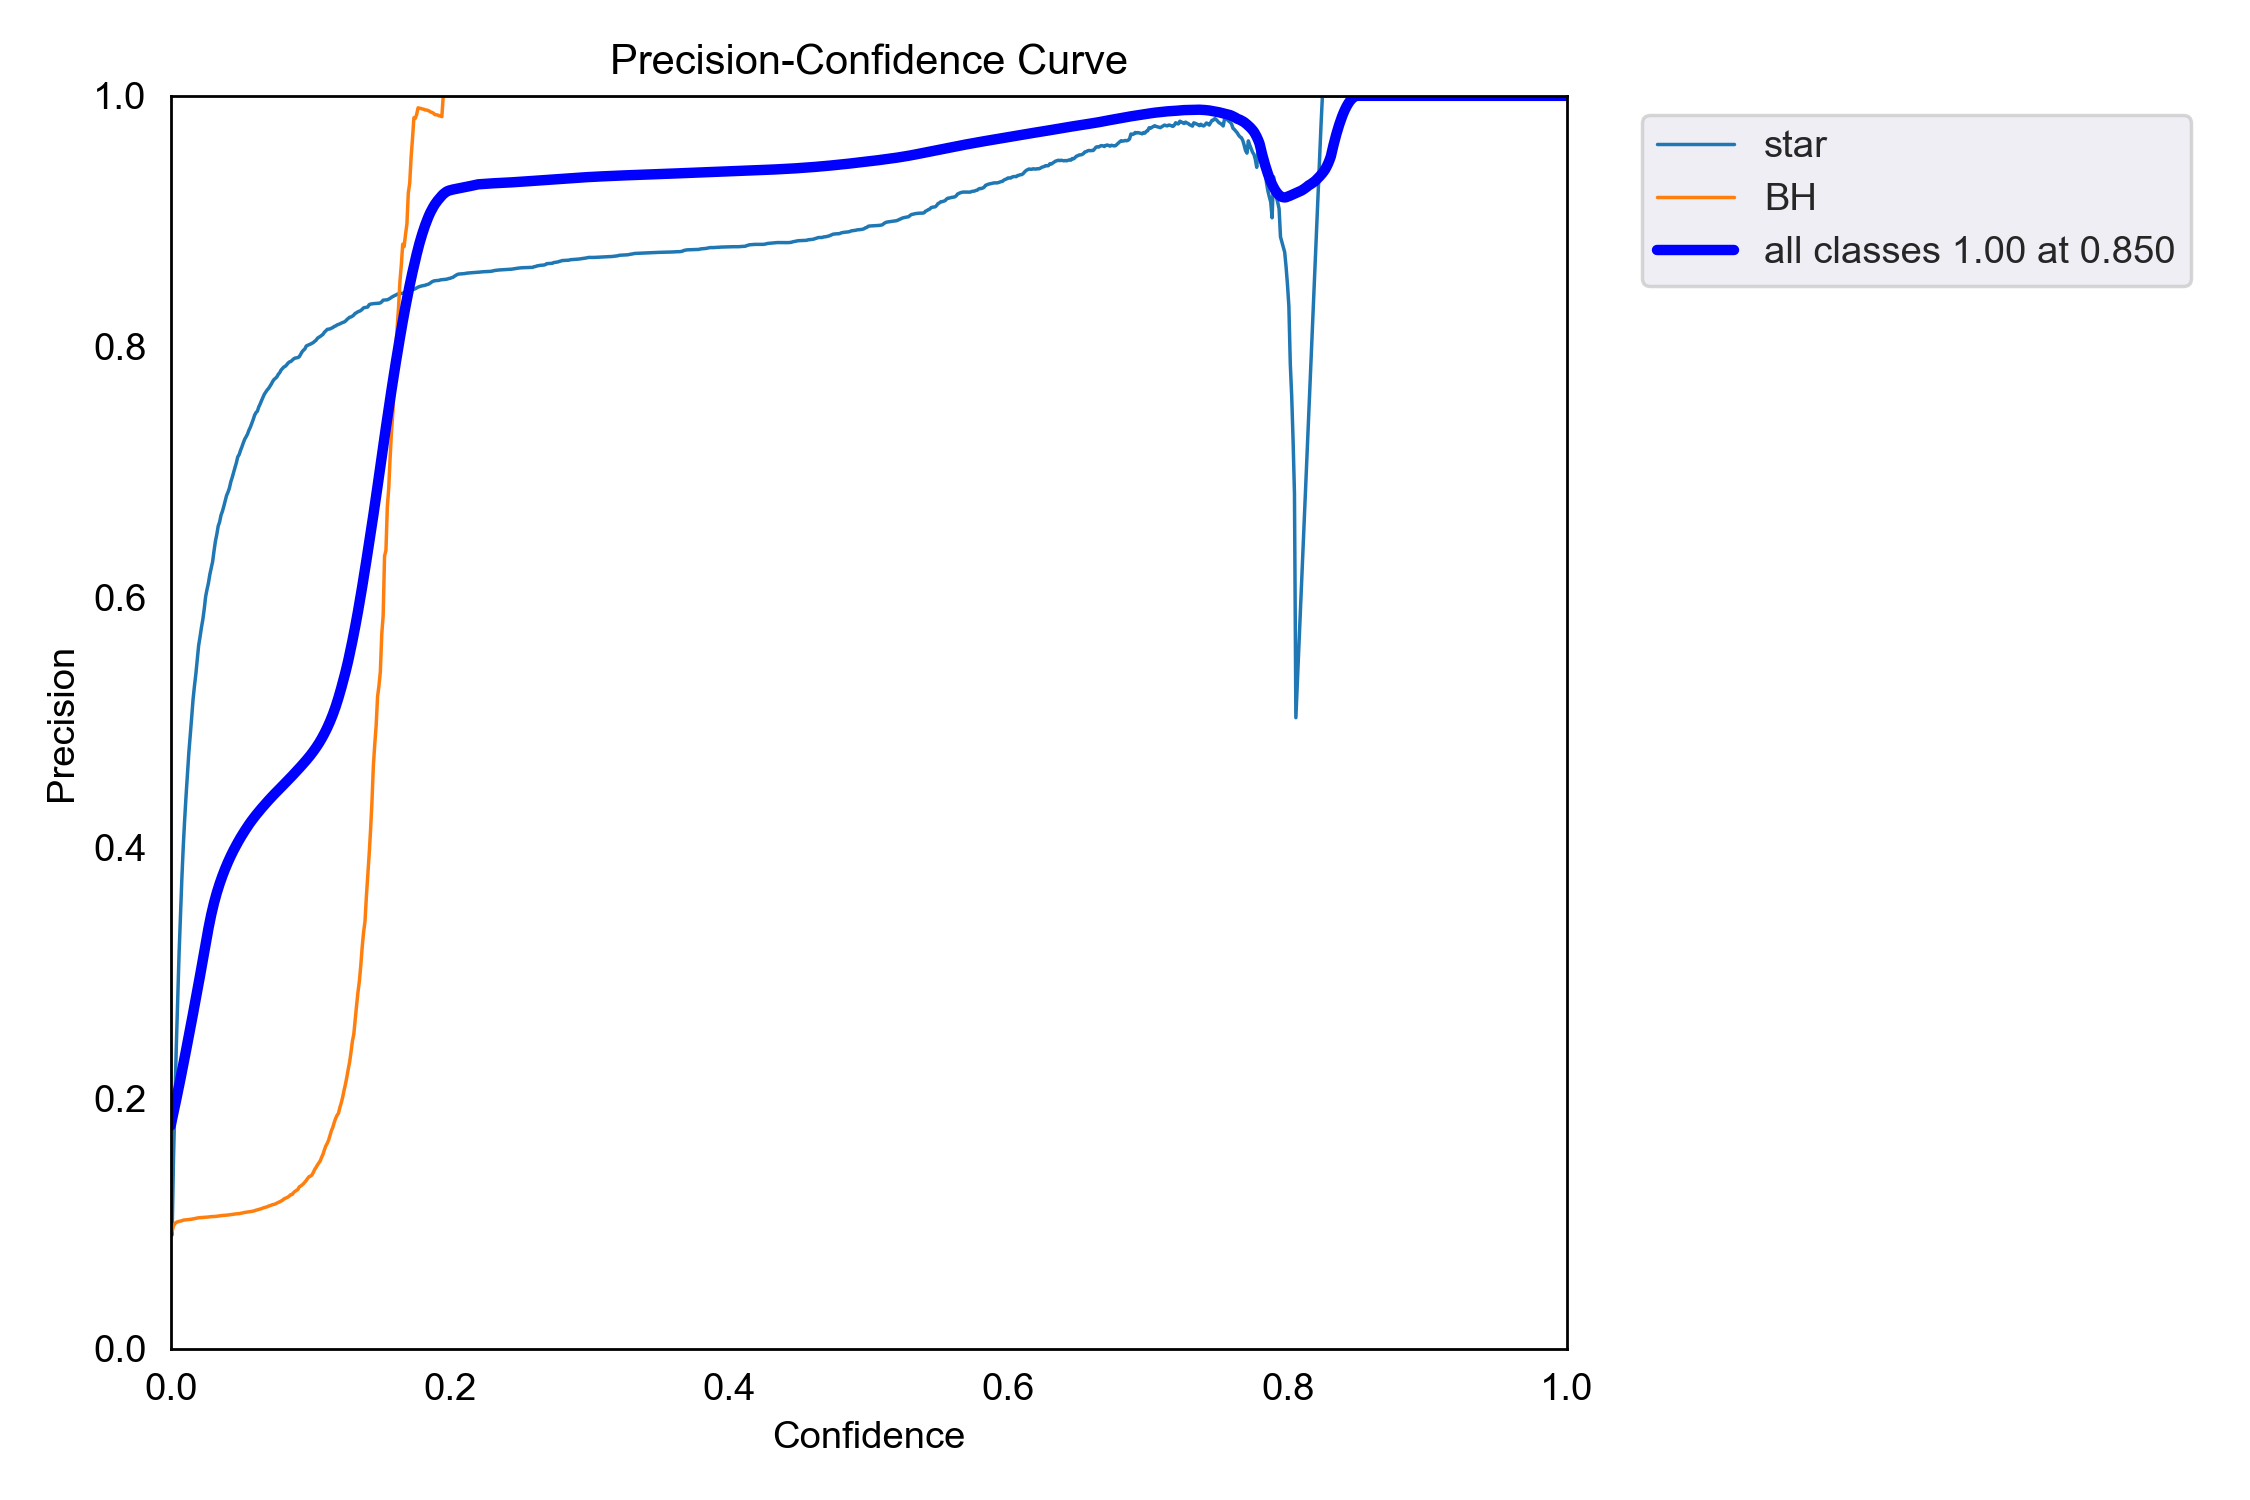 Precision-Confidence Curve
1.0
0.8
0.6
0.4
0.2
0.0
Precision
0.0 0.2 0.4 0.6 0.8 1.0
Confidence
star
BH
all classes 1.00 at 0.850